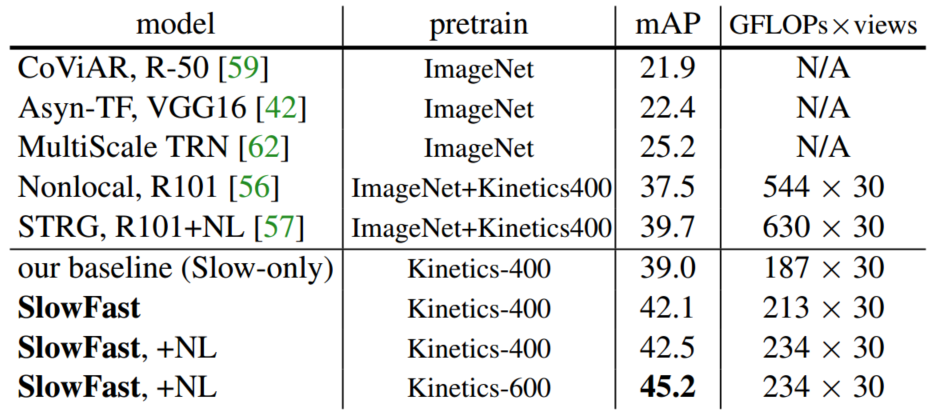 model pretrain mAP GFLOPs×views
CoViAR, R-50 [59] ImageNet 21.9 N/A
Asyn-TF, VGG16 [42] ImageNet 22.4 N/A
MultiScale TRN [62] ImageNet 25.2 N/A
Nonlocal, R101 [56] ImageNet+Kinetics400 37.5 544 × 30
STRG, R101+NL [57] ImageNet+Kinetics400 39.7 630 × 30
our baseline (Slow-only) Kinetics-400 39.0 187 × 30
SlowFast Kinetics-400 42.1 213 × 30
SlowFast, +NL Kinetics-400 42.5 234 × 30
SlowFast, +NL Kinetics-600 45.2 234 × 30